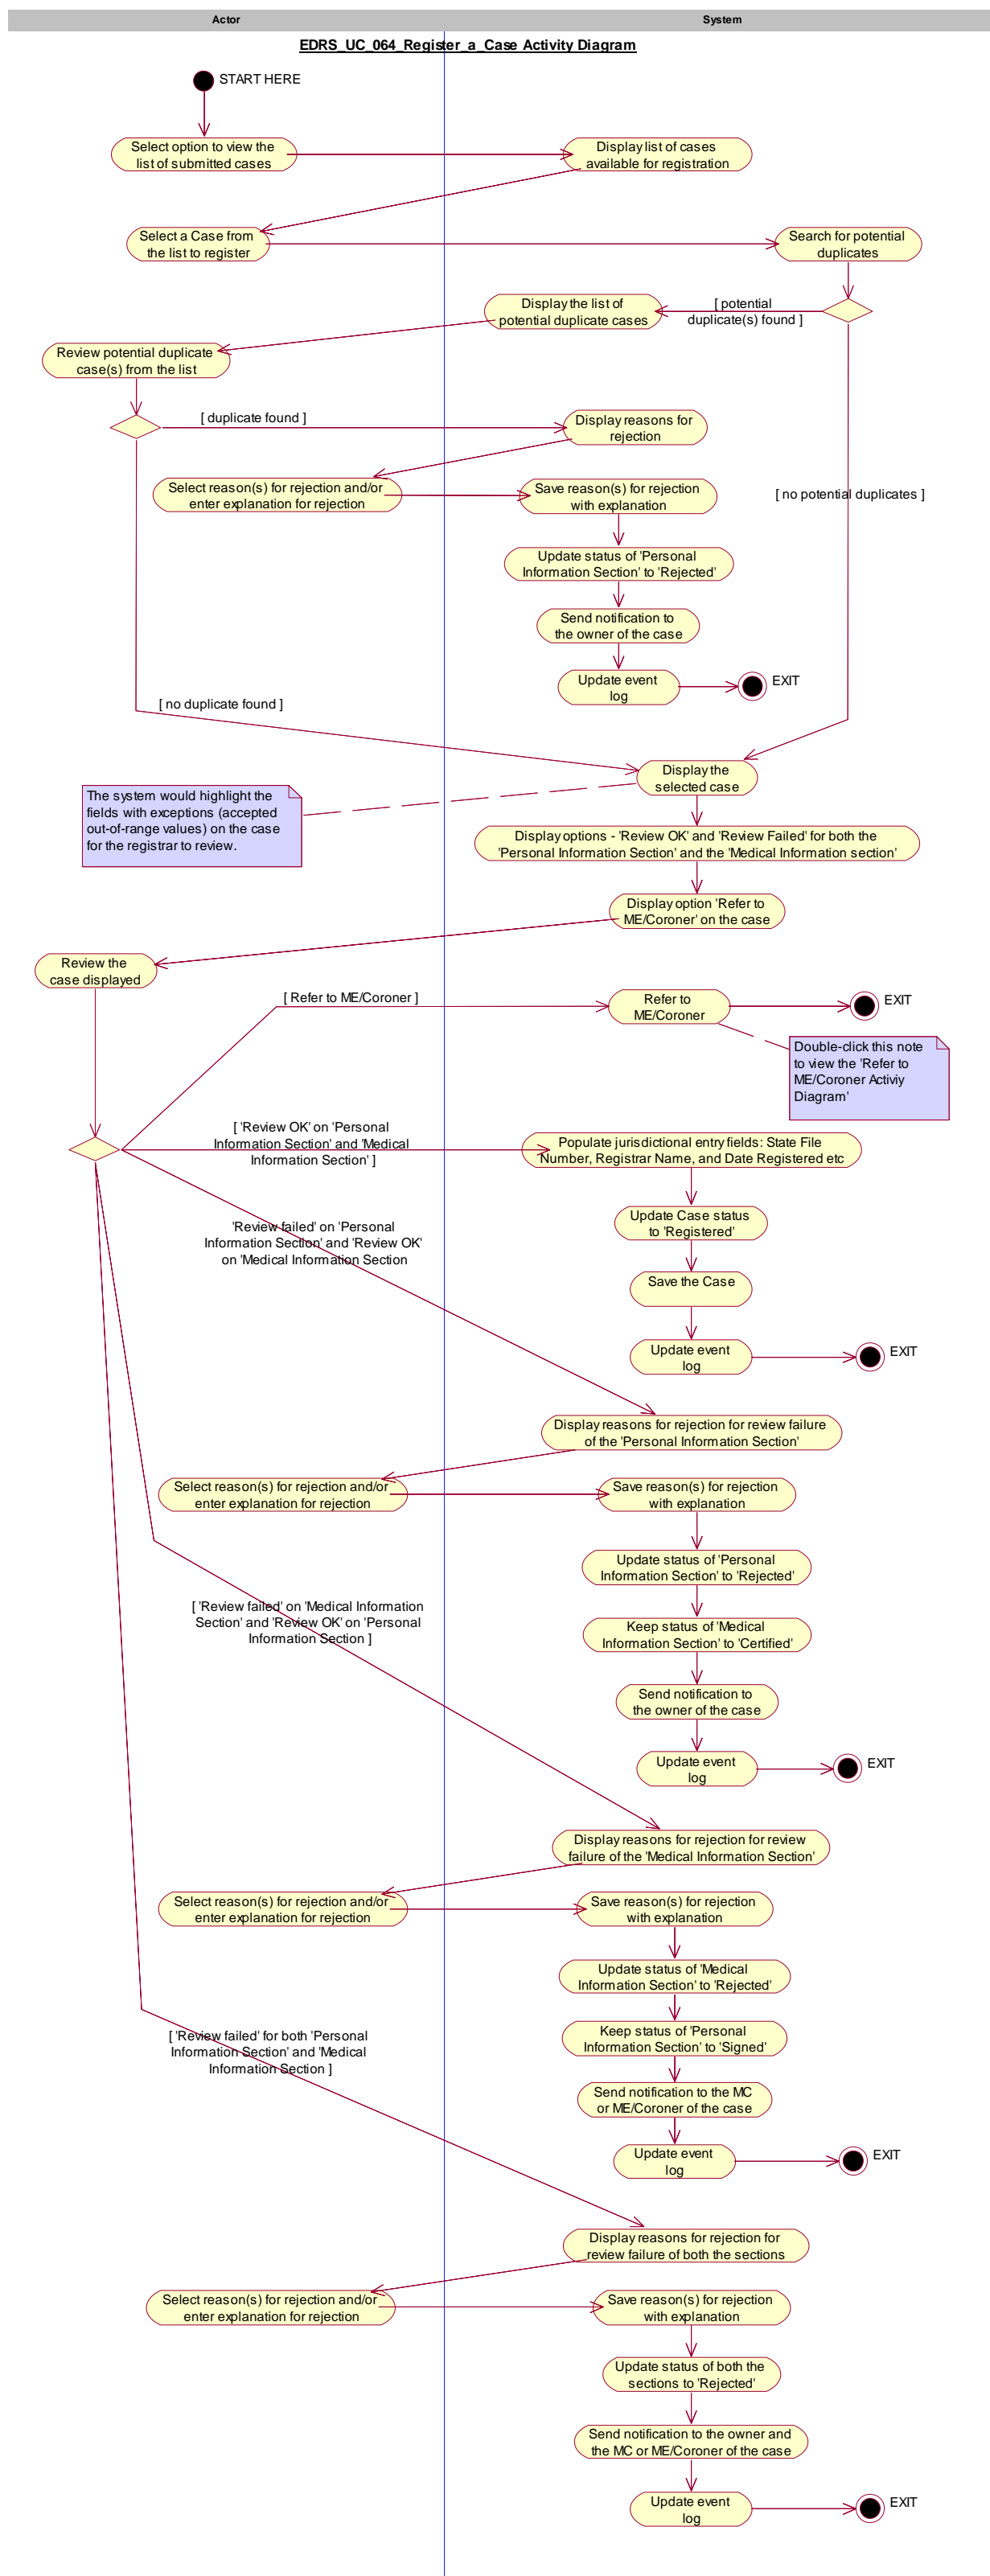 Actor
System
EDRS_UC_064_Register_a_Case Activity Diagram
START HERE
Select option to view the
list of submitted cases
Display list of cases
available for registration
Select a Case from
the list to register
Search for potential
duplicates
[ potential
duplicate(s) found ]
Display the list of
potential duplicate cases
Review potential duplicate
case(s) from the list
[ duplicate found ]
Display reasons for
rejection
Select reason(s) for rejection and/or
enter explanation for rejection
Save reason(s) for rejection
with explanation
[ no potential duplicates ]
Update status of 'Personal
Information Section' to 'Rejected'
Send notification to
the owner of the case
Update event
log
EXIT
[ no duplicate found ]
Display the
selected case
The system would highlight the
fields with exceptions (accepted
out-of-range values) on the case
for the registrar to review.
Display options - 'Review OK' and 'Review Failed' for both the
'Personal Information Section' and the 'Medical Information section'
Display option 'Refer to
ME/Coroner' on the case
Review the
case displayed
[ Refer to ME/Coroner ]
Refer to
ME/Coroner
EXIT
Double-click this note
to view the 'Refer to
ME/Coroner Activiy
Diagram'
[ 'Review OK' on 'Personal
Information Section' and 'Medical
Information Section' ]
Populate jurisdictional entry fields: State File
Number, Registrar Name, and Date Registered etc
Update Case status
to 'Registered'
'Review failed' on 'Personal
Information Section' and 'Review OK'
on 'Medical Information Section
Save the Case
Update event
log
EXIT
Display reasons for rejection for review failure
of the 'Personal Information Section'
Select reason(s) for rejection and/or
enter explanation for rejection
Save reason(s) for rejection
with explanation
Update status of 'Personal
Information Section' to 'Rejected'
[ 'Review failed' on 'Medical Information
Section' and 'Review OK' on 'Personal
Information Section ]
Keep status of 'Medical
Information Section' to 'Certified'
Send notification to
the owner of the case
Update event
log
EXIT
Display reasons for rejection for review
failure of the 'Medical Information Section'
Select reason(s) for rejection and/or
enter explanation for rejection
Save reason(s) for rejection
with explanation
Update status of 'Medical
Information Section' to 'Rejected'
[ 'Review failed' for both 'Personal
Information Section' and 'Medical
Information Section ]
Keep status of 'Personal
Information Section' to 'Signed'
Send notification to the MC
or ME/Coroner of the case
Update event
log
EXIT
Display reasons for rejection for
review failure of both the sections
Select reason(s) for rejection and/or
enter explanation for rejection
Save reason(s) for rejection
with explanation
Update status of both the
sections to 'Rejected'
Send notification to the owner and
the MC or ME/Coroner of the case
Update event
log
EXIT